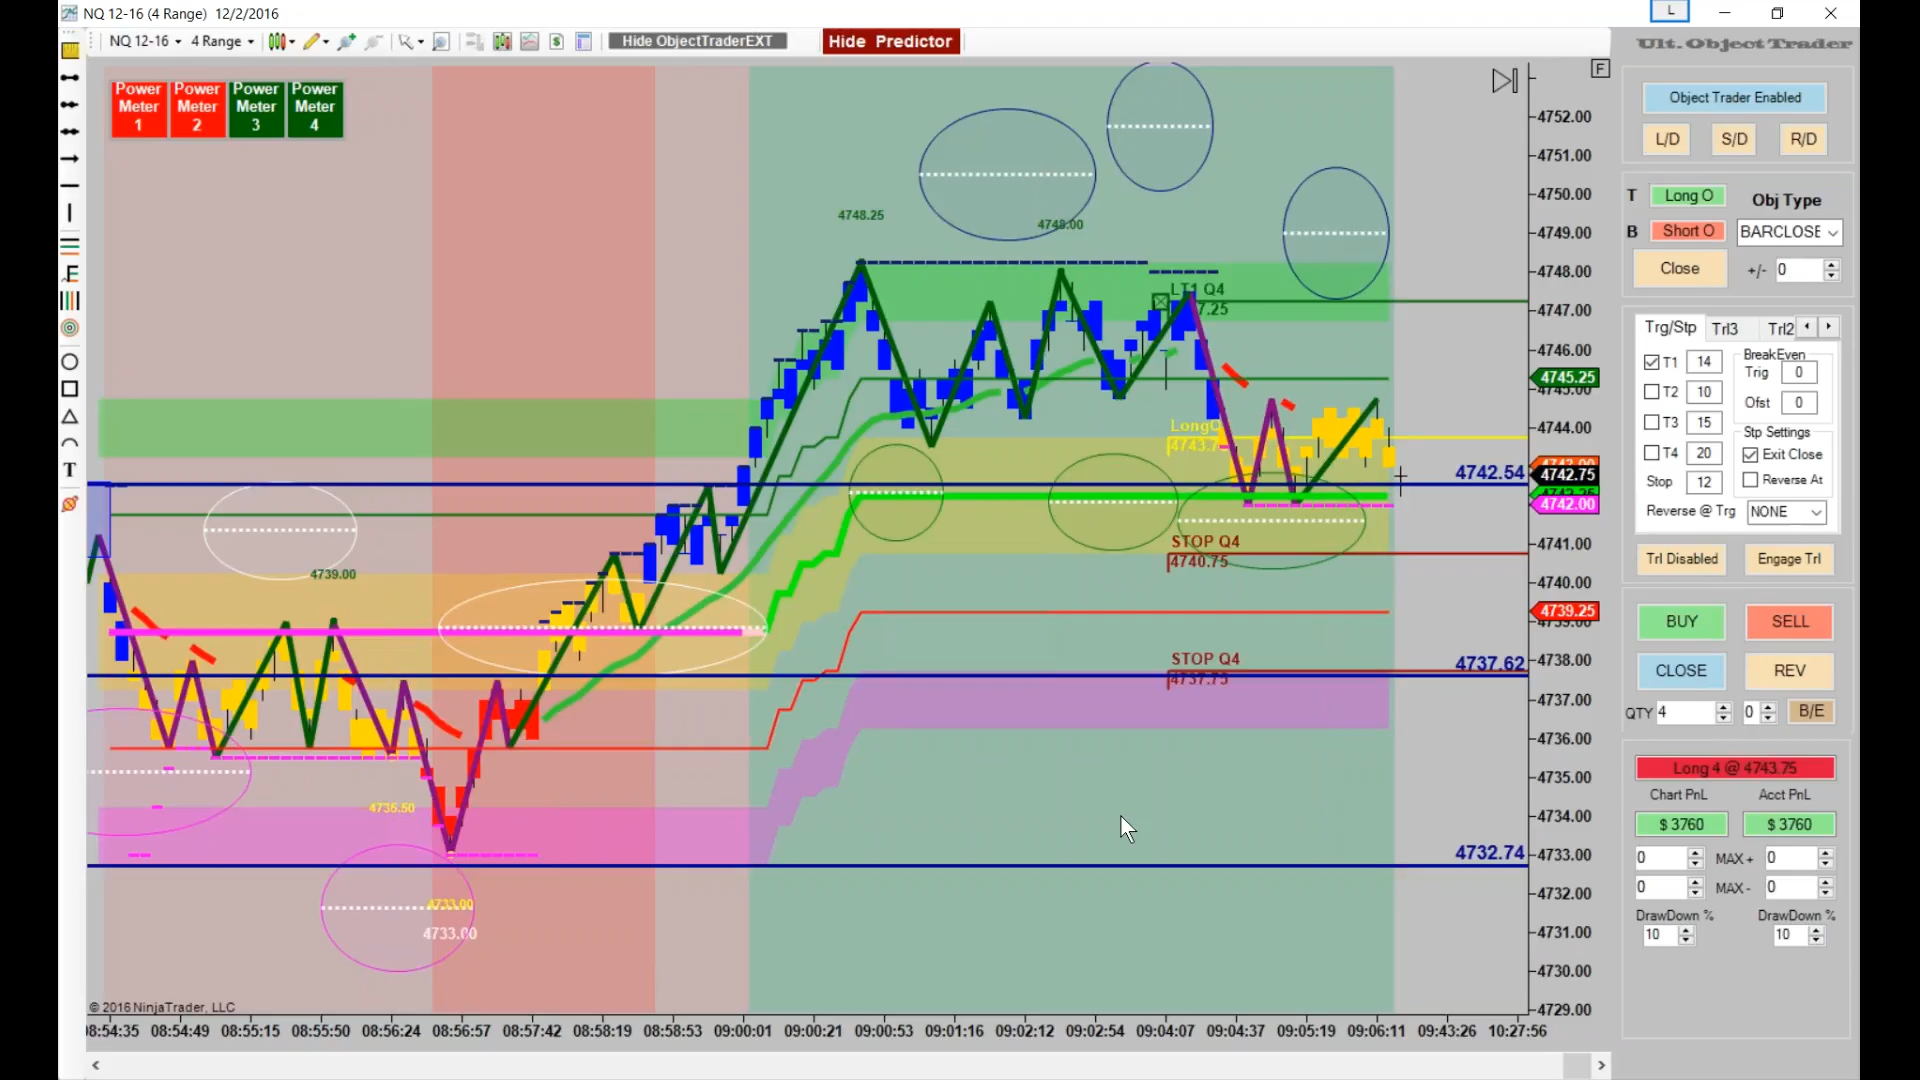 NQ 12-16 (4 Range)  12/2/2016
L
NQ 12-16
4 Range
Hide ObjectTraderEXT
Hide Predictor
Ult. Object Trader
F
Power Meter 1
Power Meter 2
Power Meter 3
Power Meter 4
Object Trader Enabled
L/D
S/D
R/D
T
Long O
Obj Type
B
Short O
BARCLOSE
Close
+/-
0
Trg/Stp
Trl3
Trl2
T1
14
T2
10
T3
15
T4
20
Stop
12
BreakEven
Trig
0
Ofst
0
Stp Settings
Exit Close
Reverse At
Reverse @ Trg
NONE
Trl Disabled
Engage Trl
BUY
SELL
CLOSE
REV
QTY
4
0
B/E
Long 4 @ 4743.75
Chart PnL
Acct PnL
$ 3760
$ 3760
0
MAX +
0
0
MAX -
0
DrawDown %
DrawDown %
10
10
4748.25
4748.00
LT1 Q4
4739.00
STOP Q4
4740.75
STOP Q4
4737.75
4742.54
4737.62
4732.74
4736.50
4733.00
4733.00
4752.00
4751.00
4750.00
4749.00
4748.00
4747.00
4746.00
4745.25
4745.00
4744.00
4742.75
4742.00
4741.00
4740.00
4739.25
4739.00
4738.00
4737.00
4736.00
4735.00
4734.00
4733.00
4732.00
4731.00
4730.00
4729.00
© 2016 NinjaTrader, LLC
08:54:35 08:54:49 08:55:15 08:55:50 08:56:24 08:56:57 08:57:42 08:58:19 08:58:53 09:00:01 09:00:21 09:00:53 09:01:16 09:02:12 09:02:54 09:04:07 09:04:37 09:05:19 09:06:11 09:43:26 10:27:56